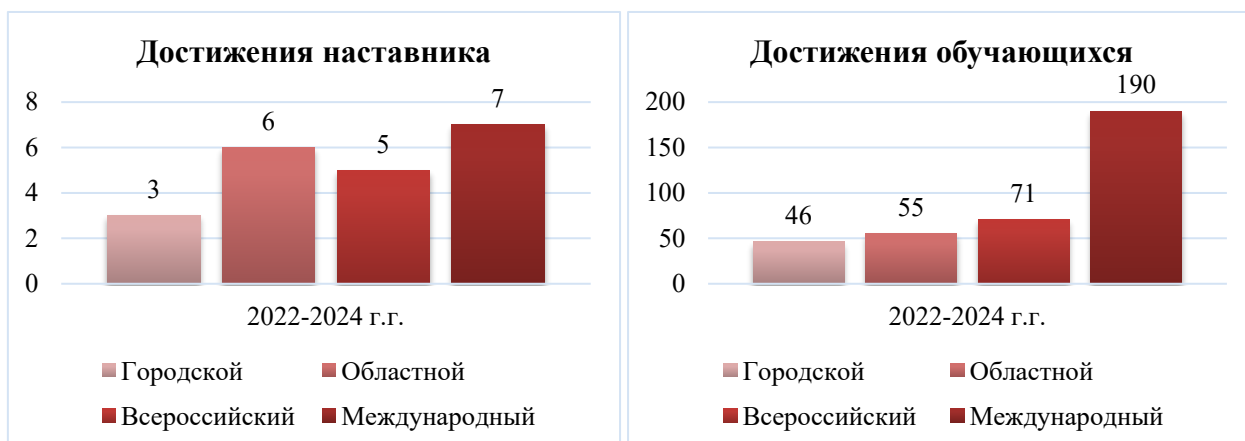 Достижения наставника
8
6
4
2
0
3
6
5
7
2022-2024 г.г.
Городской
Областной
Всероссийский
Международный
Достижения обучающихся
200
150
100
50
0
46
55
71
190
2022-2024 г.г.
Городской
Областной
Всероссийский
Международный